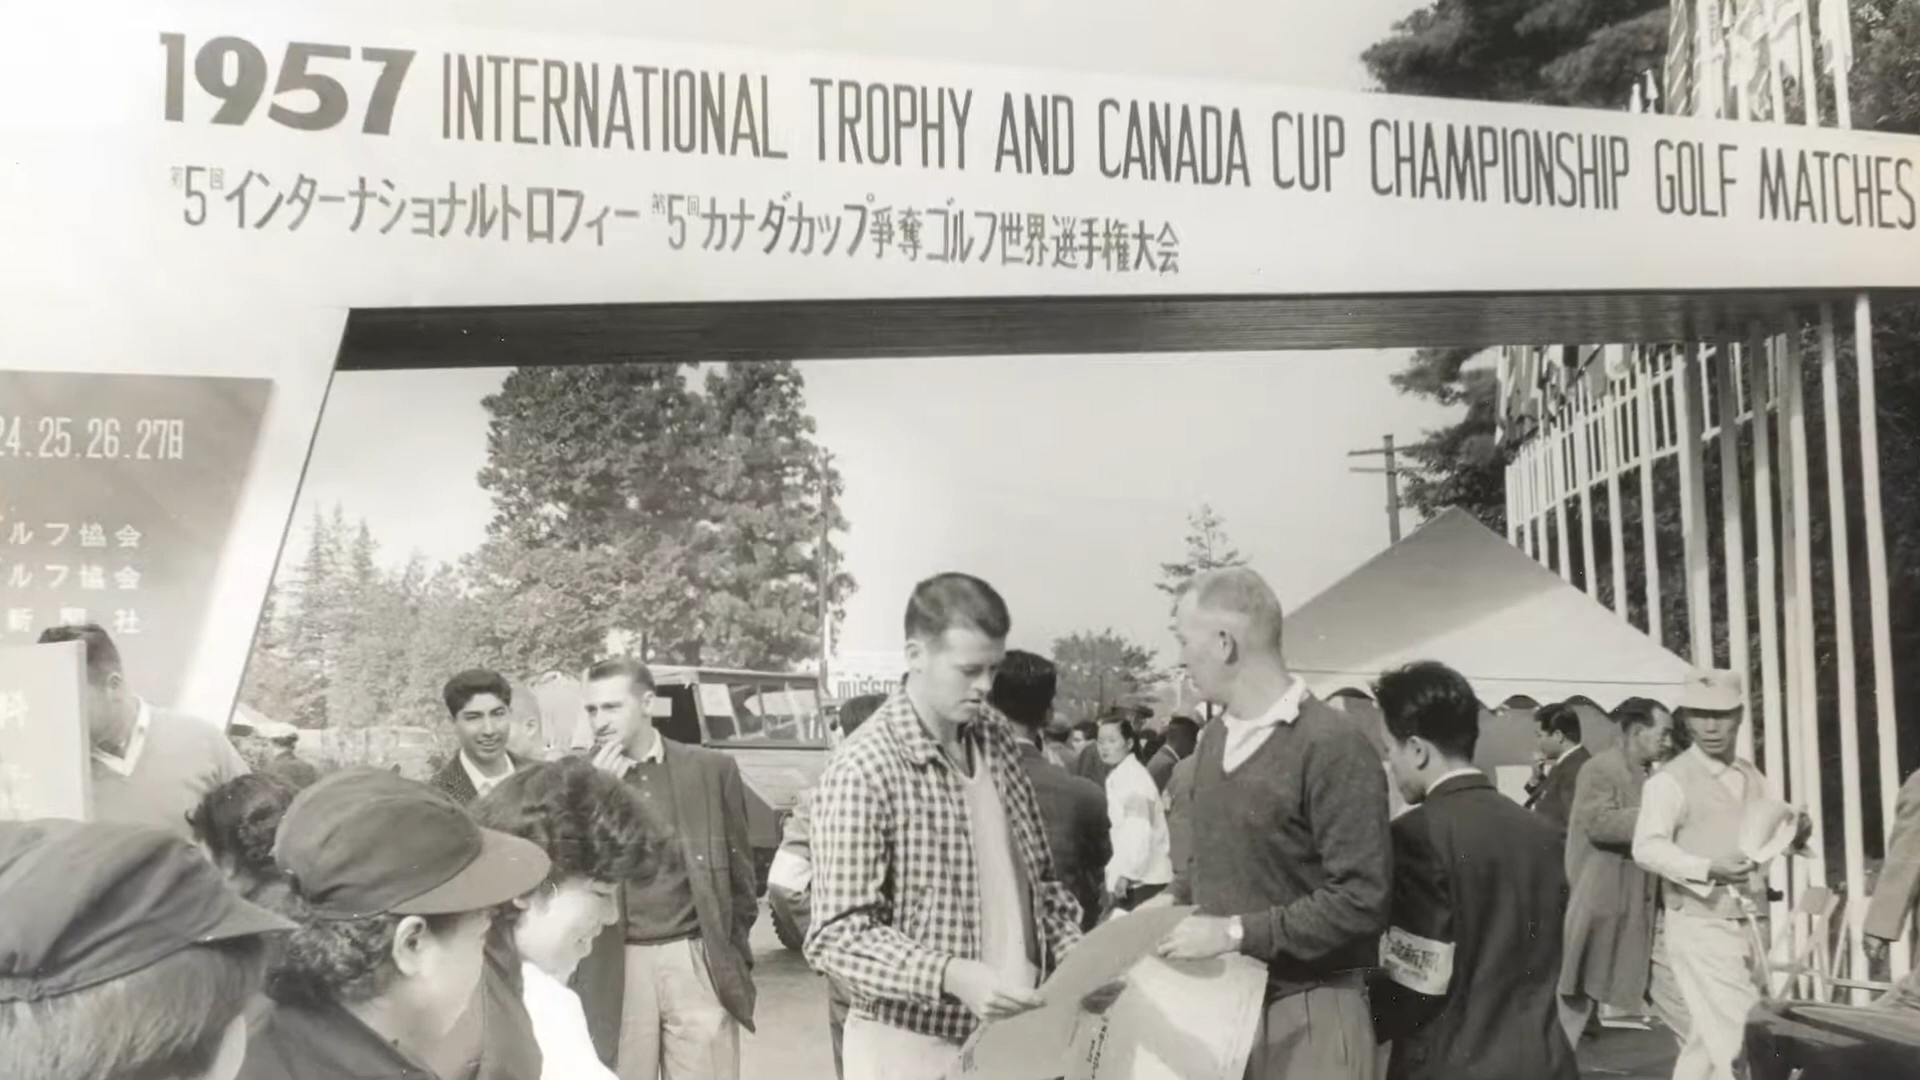 1957 INTERNATIONAL TROPHY AND CANADA CUP CHAMPIONSHIP GOLF MATCHES
第5回インターナショナルトロフィー 第5回カナダカップ爭奪ゴルフ世界選手権大会
24.25.26.27日
ルフ協会
ルフ協会
新聞社
料